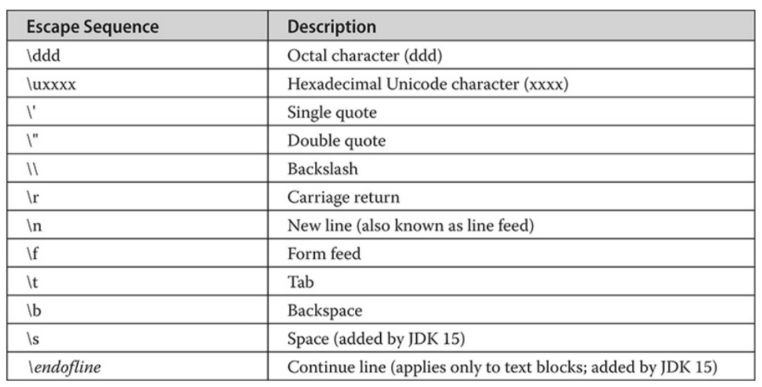 Escape Sequence Description
\ddd Octal character (ddd)
\uxxxx Hexadecimal Unicode character (xxxx)
\' Single quote
\" Double quote
\\ Backslash
\r Carriage return
\n New line (also known as line feed)
\f Form feed
\t Tab
\b Backspace
\s Space (added by JDK 15)
\endofline Continue line (applies only to text blocks; added by JDK 15)